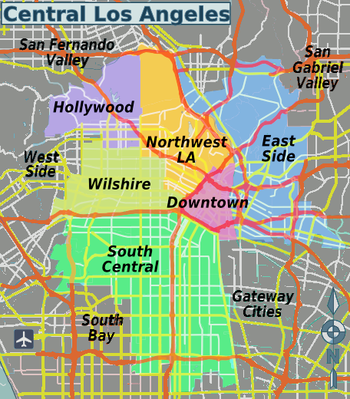 Central Los Angeles
San Fernando
Valley
San
Gabriel
Valley
Hollywood
Northwest
LA
East
Side
West
Side
Wilshire
Downtown
South
Central
Gateway
Cities
South
Bay
N